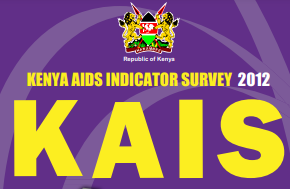 Republic of Kenya
KENYA AIDS INDICATOR SURVEY 2012
KAIS